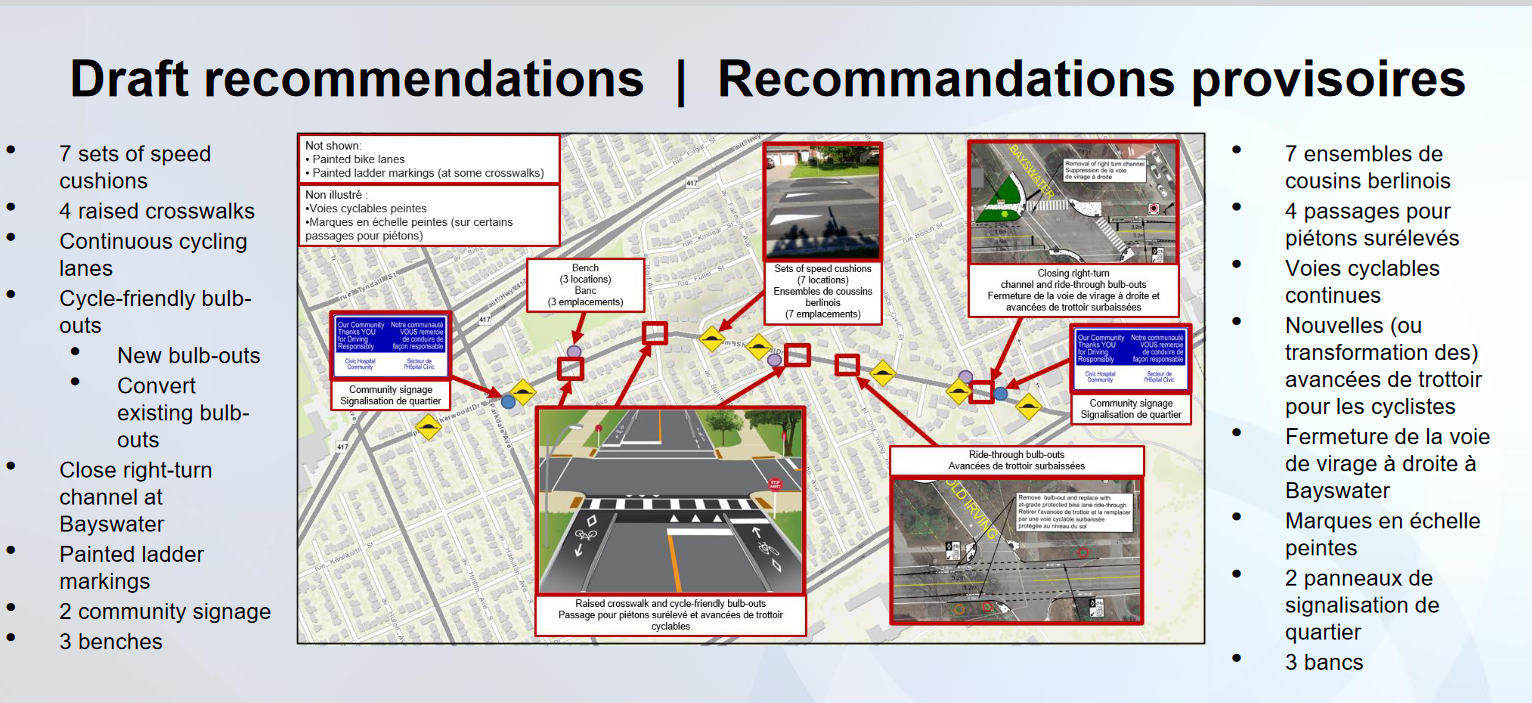 Draft recommendations | Recommandations provisoires
• 7 sets of speed
cushions
• 4 raised crosswalks
• Continuous cycling
lanes
• Cycle-friendly bulb-
outs
• New bulb-outs
• Convert
existing bulb-
outs
• Close right-turn
channel at
Bayswater
• Painted ladder
markings
• 2 community signage
• 3 benches
Not shown:
• Painted bike lanes
• Painted ladder markings (at some crosswalks)
Non illustré :
•Voies cyclables peintes
•Marques en échelle peintes (sur certains
passages pour piétons)
417
417
417
rue Tyndall St
Bench
(3 locations)
Banc
(3 emplacements)
Sets of speed cushions
(7 locations)
Ensembles de coussins
berlinois
(7 emplacements)
BAYSWATER
Removal of right turn channel
Suppression de la voie
de virage à droite
Closing right-turn
channel and ride-through bulb-outs
Fermeture de la voie de virage à droite et
avancées de trottoir surbaissées
Our Community
Thanks YOU
for Driving
Responsibly
Notre communauté
VOUS remercie
de conduire de
façon responsable
Civic Hospital
Community
Secteur de
l'Hôpital Civic
Community signage
Signalisation de quartier
Our Community
Thanks YOU
for Driving
Responsibly
Notre communauté
VOUS remercie
de conduire de
façon responsable
Civic Hospital
Community
Secteur de
l'Hôpital Civic
Community signage
Signalisation de quartier
Raised crosswalk and cycle-friendly bulb-outs
Passage pour piétons surélevé et avancées de trottoir
cyclables
Ride-through bulb-outs
Avancées de trottoir surbaissées
OLD IRVING
Remove bulb-out and replace with
at-grade protected bike lane ride-through
Retirer l'avancée de trottoir et la remplacer
par une voie cyclable surbaissée
protégée au niveau du sol
• 7 ensembles de
cousins berlinois
• 4 passages pour
piétons surélevés
• Voies cyclables
continues
• Nouvelles (ou
transformation des)
avancées de trottoir
pour les cyclistes
• Fermeture de la voie
de virage à droite à
Bayswater
• Marques en échelle
peintes
• 2 panneaux de
signalisation de
quartier
• 3 bancs